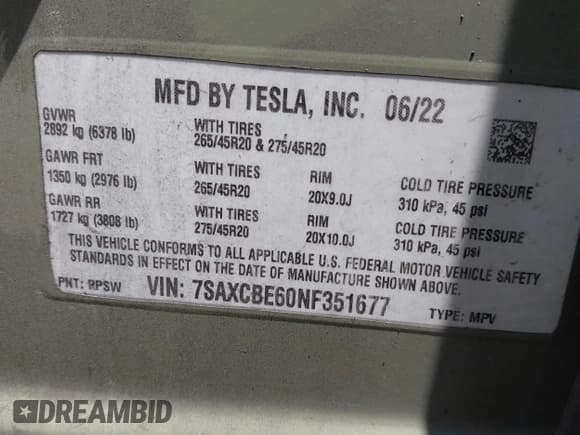 MFD BY TESLA, INC. 06/22
GVWR
2892 kg (6378 lb)
WITH TIRES
265/45R20 & 275/45R20
GAWR FRT
1350 kg (2976 lb)
WITH TIRES
265/45R20
RIM
20X9.0J
COLD TIRE PRESSURE
310 kPa, 45 psi
GAWR RR
1727 kg (3808 lb)
WITH TIRES
275/45R20
RIM
20X10.0J
COLD TIRE PRESSURE
310 kPa, 45 psi
THIS VEHICLE CONFORMS TO ALL APPLICABLE U.S. FEDERAL MOTOR VEHICLE SAFETY
STANDARDS IN EFFECT ON THE DATE OF MANUFACTURE SHOWN ABOVE.
PNT: PPSW VIN: 7SAXCBE60NF351677 TYPE: MPV
DREAMBID